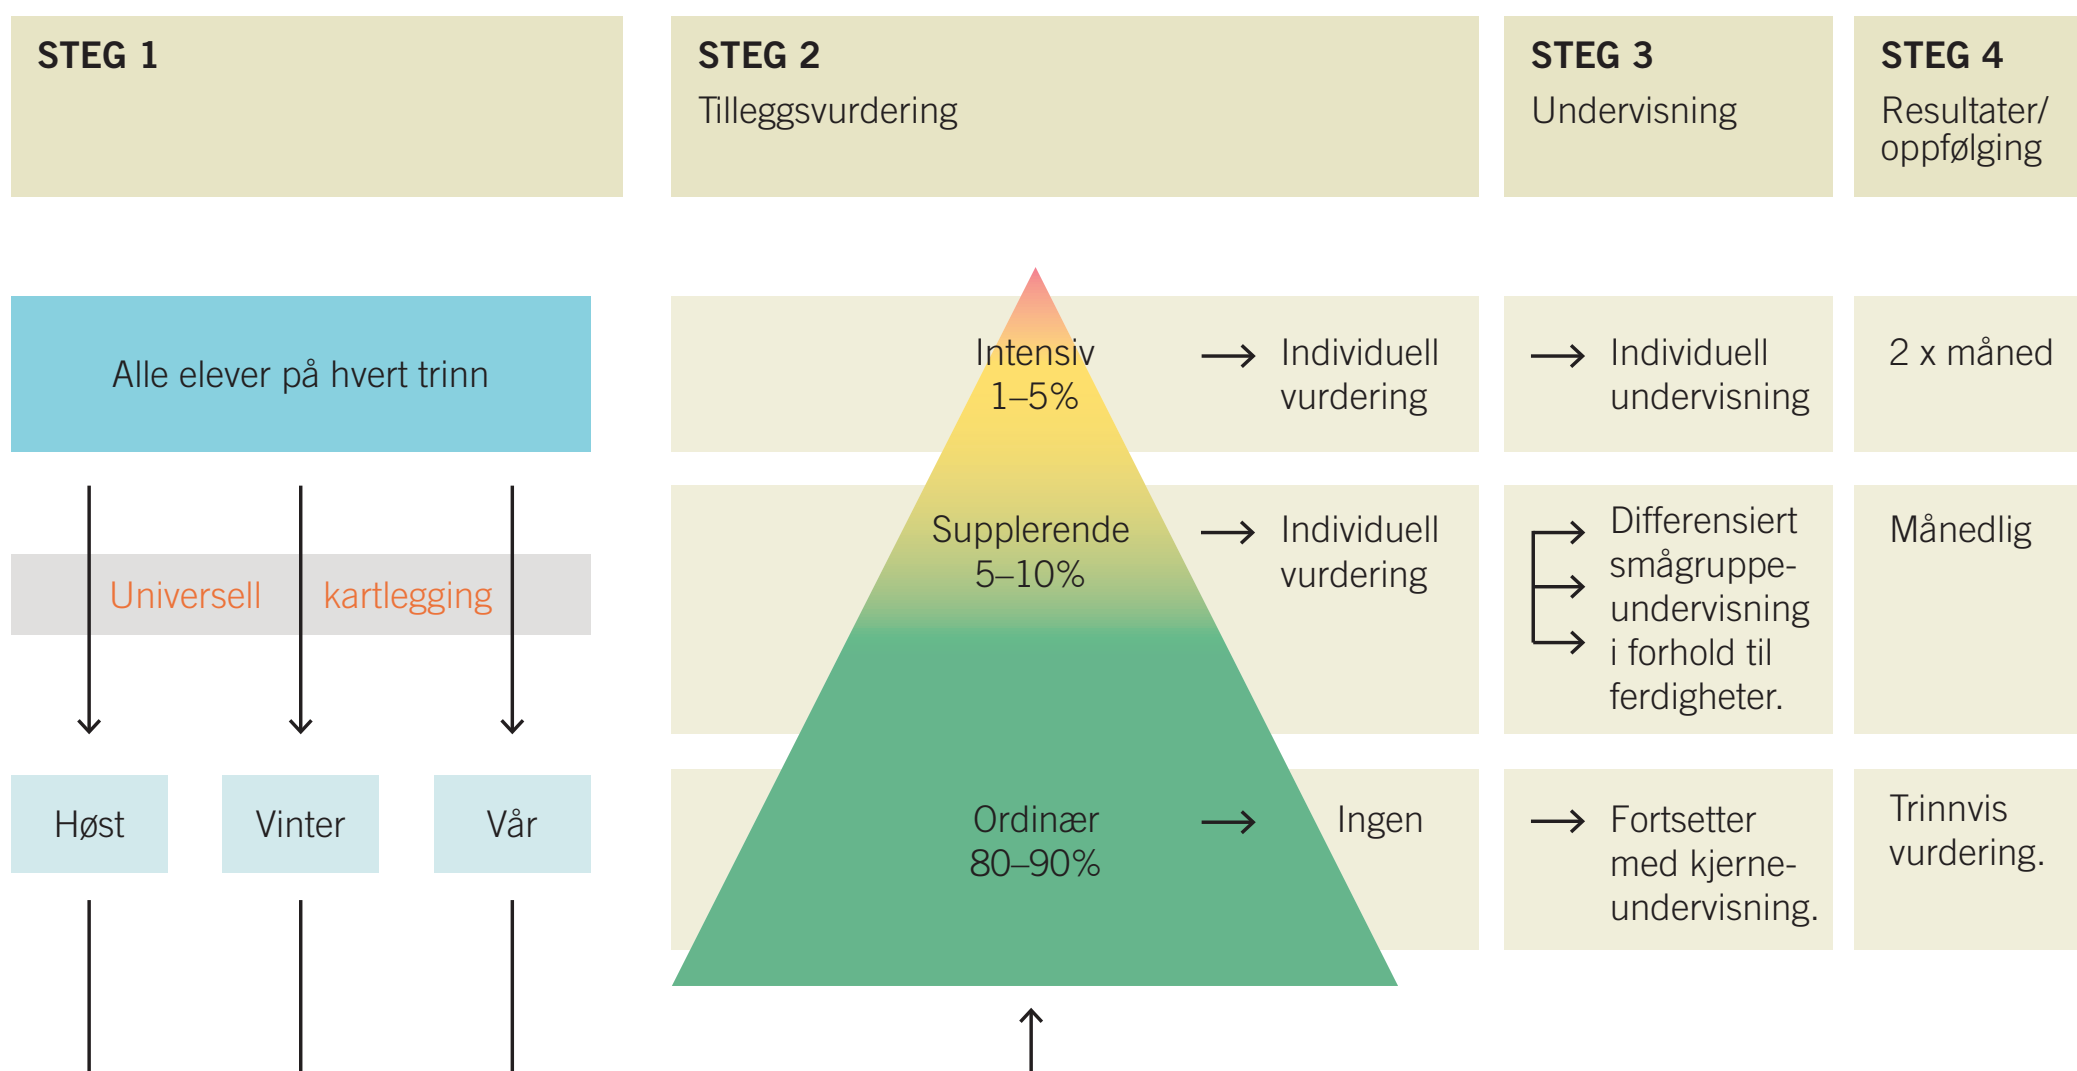 STEG 1
STEG 2
Tilleggsvurdering
STEG 3
Undervisning
STEG 4
Resultater/
oppfølging
Alle elever på hvert trinn
Universell kartlegging
Høst
Vinter
Vår
Intensiv
1–5%
Individuell
vurdering
Individuell
undervisning
2 x måned
Supplerende
5–10%
Individuell
vurdering
Differensiert
smågruppe-
undervisning
i forhold til
ferdigheter.
Månedlig
Ordinær
80–90%
Ingen
Fortsetter
med kjerne-
undervisning.
Trinnvis
vurdering.